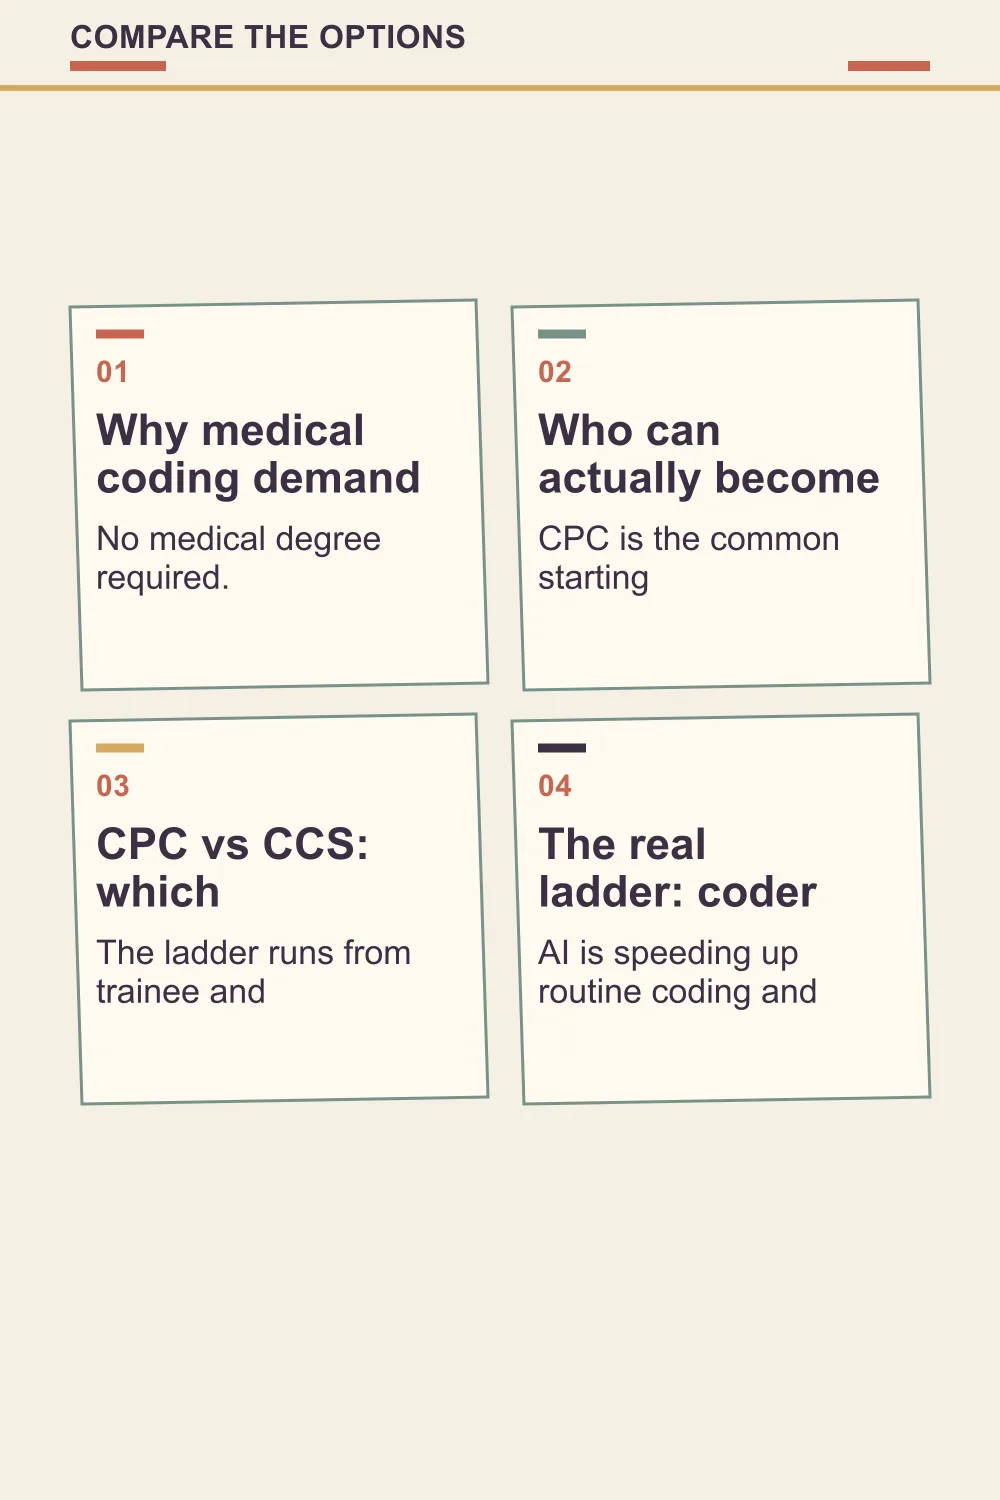 COMPARE THE OPTIONS
01
Why medical
coding demand
No medical degree
required.
02
Who can
actually become
CPC is the common
starting
03
CPC vs CCS:
which
The ladder runs from
trainee and
04
The real
ladder: coder
AI is speeding up
routine coding and